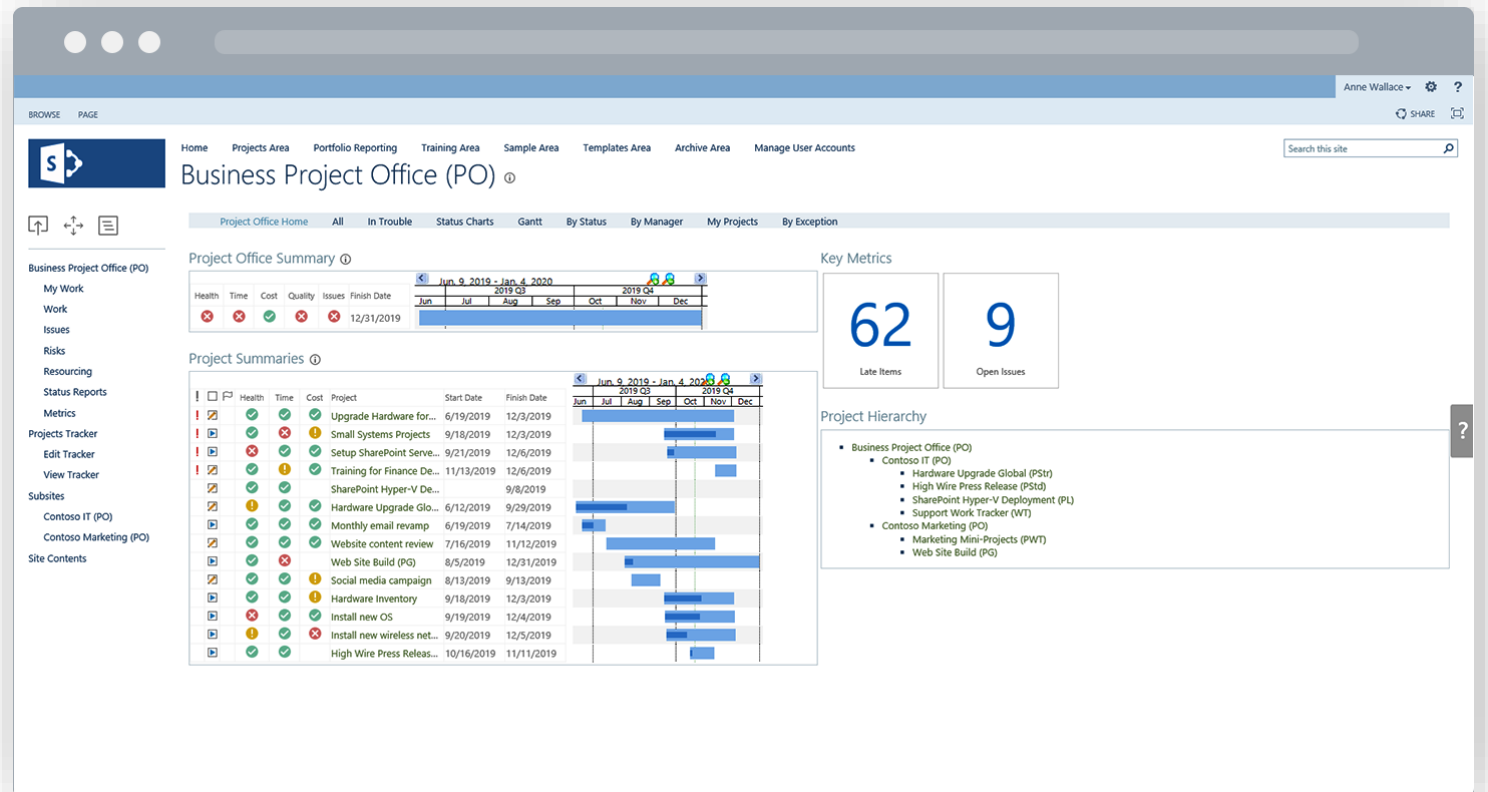 Anne Wallace
?
BROWSE PAGE
SHARE
S
Home Projects Area Portfolio Reporting Training Area Sample Area Templates Area Archive Area Manage User Accounts
Search this site
Business Project Office (PO)
Project Office Home All In Trouble Status Charts Gantt By Status By Manager My Projects By Exception
Business Project Office (PO)
My Work
Work
Issues
Risks
Resourcing
Status Reports
Metrics
Projects Tracker
Edit Tracker
View Tracker
Subsites
Contoso IT (PO)
Contoso Marketing (PO)
Site Contents
Project Office Summary
Jun. 9, 2019 - Jan. 4, 2020
2019 Q3 2019 Q4
Health Time Cost Quality Issues Finish Date Jun Jul Aug Sep Oct Nov Dec
12/31/2019
Project Summaries
Jun. 9, 2019 - Jan. 4, 202
2019 Q3 2019 Q4
! Health Time Cost Project Start Date Finish Date Jun Jul Aug Sep Oct Nov Dec
! Upgrade Hardware for... 6/19/2019 12/3/2019
! Small Systems Projects 9/18/2019 12/3/2019
! Setup SharePoint Serve... 9/21/2019 12/6/2019
! Training for Finance De... 11/13/2019 12/6/2019
SharePoint Hyper-V De... 9/8/2019
Hardware Upgrade Glo... 6/12/2019 9/29/2019
Monthly email revamp 6/19/2019 7/14/2019
Website content review 7/16/2019 11/12/2019
Web Site Build (PG) 8/5/2019 12/31/2019
Social media campaign 8/13/2019 9/13/2019
Hardware Inventory 9/18/2019 12/3/2019
Install new OS 9/19/2019 12/4/2019
Install new wireless net... 9/20/2019 12/5/2019
High Wire Press Releas... 10/16/2019 11/11/2019
Key Metrics
62 9
Late Items Open Issues
Project Hierarchy
Business Project Office (PO)
Contoso IT (PO)
Hardware Upgrade Global (PStr)
High Wire Press Release (PStd)
SharePoint Hyper-V Deployment (PL)
Support Work Tracker (WT)
Contoso Marketing (PO)
Marketing Mini-Projects (PWT)
Web Site Build (PG)
?